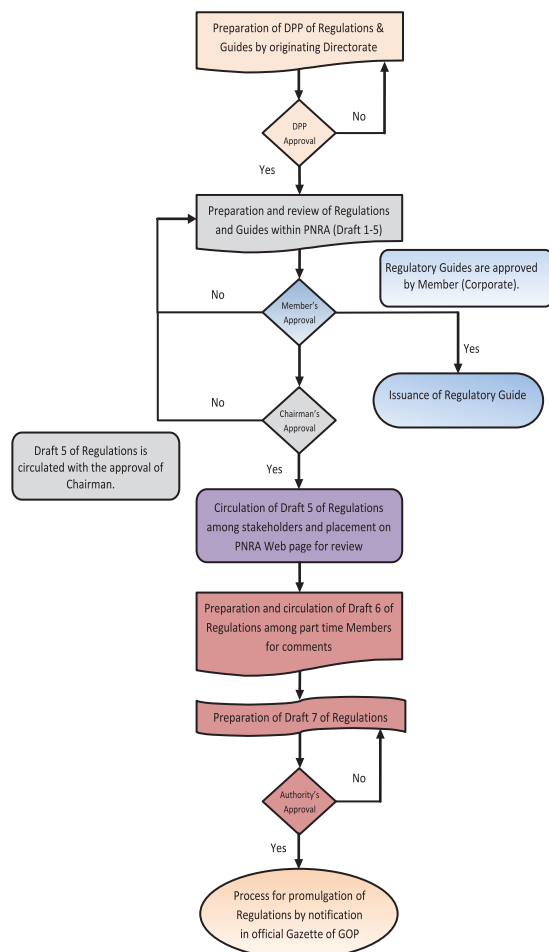 Preparation of DPP of Regulations &
Guides by originating Directorate
No
DPP
Approval
Yes
Preparation and review of Regulations
and Guides within PNRA (Draft 1-5)
Regulatory Guides are approved
by Member (Corporate).
No
Member's
Approval
Yes
Issuance of Regulatory Guide
No
Chairman's
Approval
Draft 5 of Regulations is
circulated with the approval of
Chairman.
Yes
Circulation of Draft 5 of Regulations
among stakeholders and placement on
PNRA Web page for review
Preparation and circulation of Draft 6 of
Regulations among part time Members
for comments
Preparation of Draft 7 of Regulations
No
Authority's
Approval
Yes
Process for promulgation of
Regulations by notification
in official Gazette of GOP